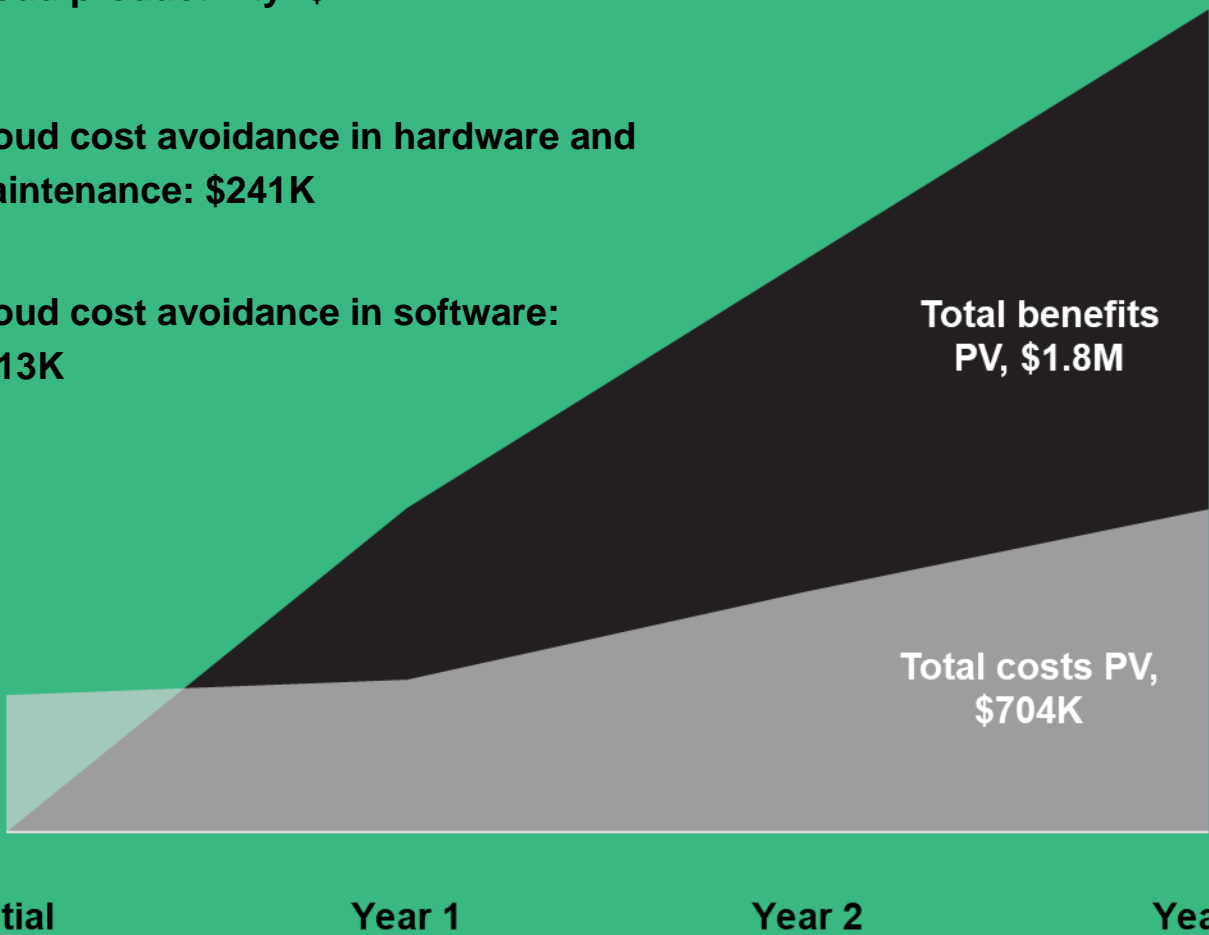 oud cost avoidance in hardware and
aintenance: $241K
oud cost avoidance in software:
13K
Total benefits
PV, $1.8M
Total costs PV,
$704K
tial
Year 1
Year 2
Yea